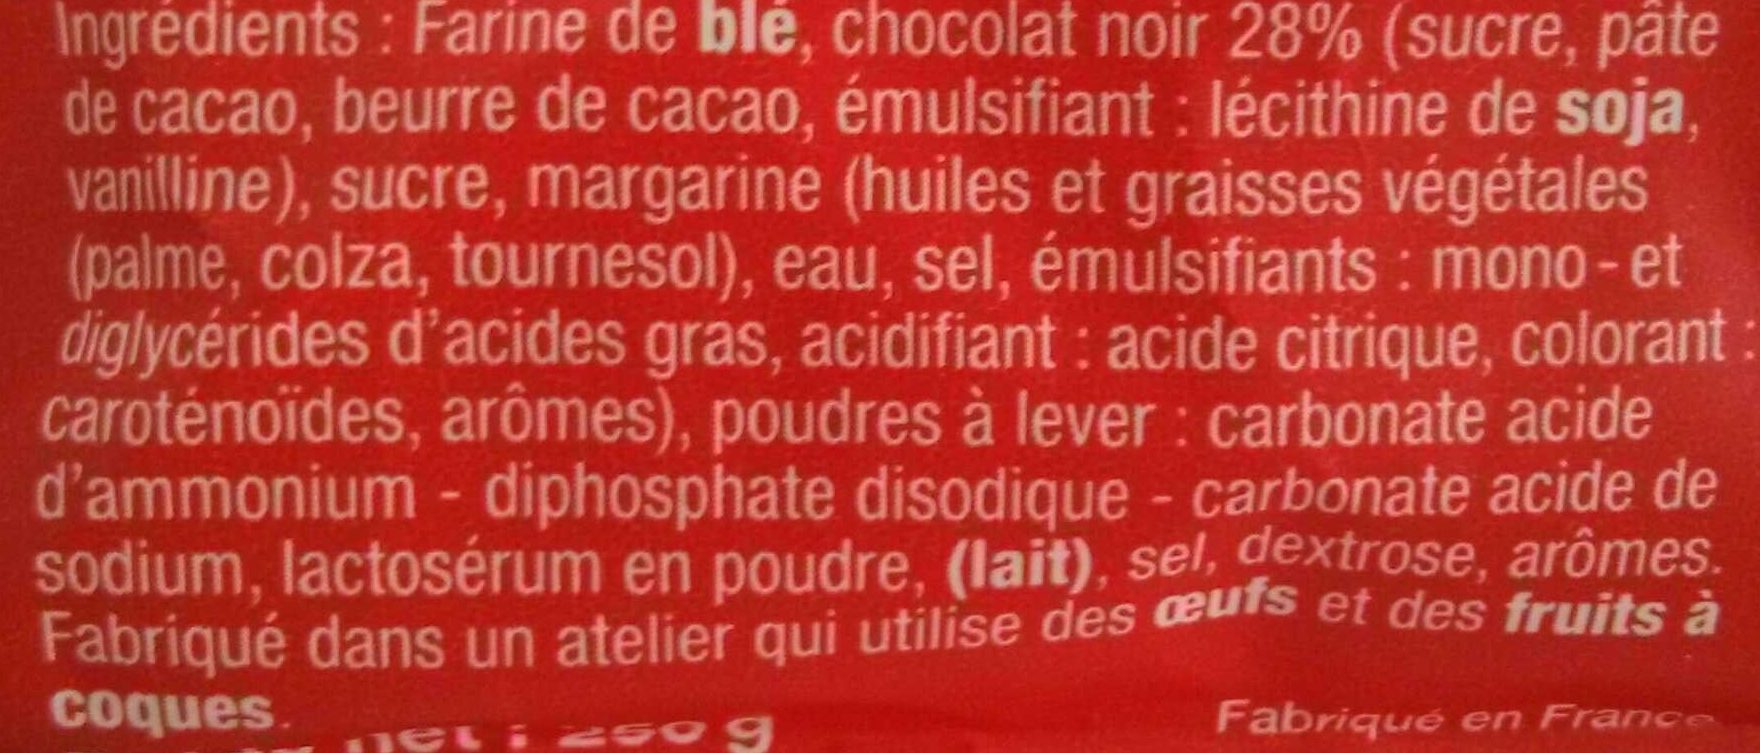 Ingrédients : Farine de blé, chocolat noir 28% (sucre, pâte
de cacao, beurre de cacao, émulsifiant : lécithine de soja,
vanilline), sucre, margarine (huiles et graisses végétales
(palme, colza, tournesol), eau, sel, émulsifiants : mono - et
diglycérides d'acides gras, acidifiant : acide citrique, colorant :
caroténoïdes, arômes), poudres à lever : carbonate acide
d'ammonium - diphosphate disodique - carbonate acide de
sodium, lactosérum en poudre, (lait), sel, dextrose, arômes.
Fabriqué dans un atelier qui utilise des œufs et des fruits à
coques.
net : 250 g
Fabriqué en France